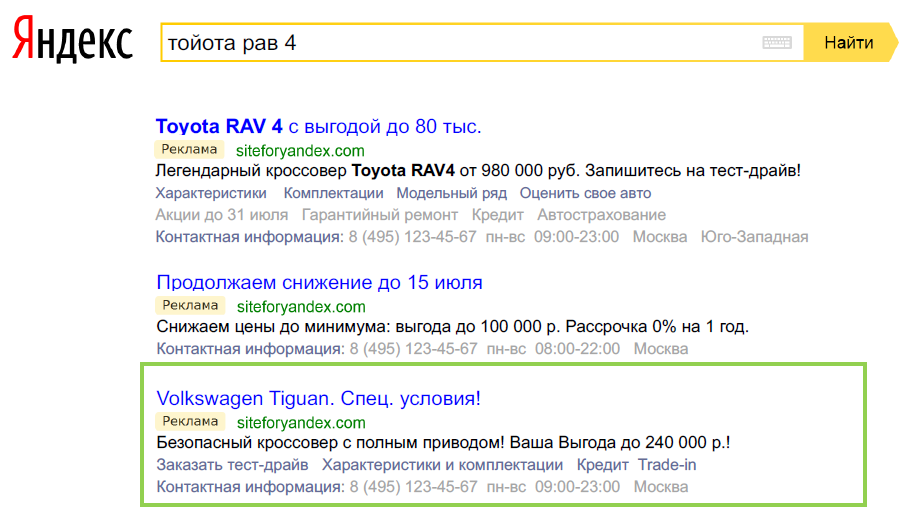 Яндекс
тойота рав 4
Найти
Toyota RAV 4 с выгодой до 80 тыс.
Реклама siteforyandex.com
Легендарный кроссовер Toyota RAV4 от 980 000 руб. Запишитесь на тест-драйв!
Характеристики Комплектации Модельный ряд Оценить свое авто
Акции до 31 июля Гарантийный ремонт Кредит Автострахование
Контактная информация: 8 (495) 123-45-67 пн-вс 09:00-23:00 Москва Юго-Западная
Продолжаем снижение до 15 июля
Реклама siteforyandex.com
Снижаем цены до минимума: выгода до 100 000 р. Рассрочка 0% на 1 год.
Контактная информация: 8 (495) 123-45-67 пн-вс 08:00-22:00 Москва
Volkswagen Tiguan. Спец. условия!
Реклама siteforyandex.com
Безопасный кроссовер с полным приводом! Ваша Выгода до 240 000 р.!
Заказать тест-драйв Характеристики и комплектации Кредит Trade-in
Контактная информация: 8 (495) 123-45-67 пн-вс 09:00-23:00 Москва